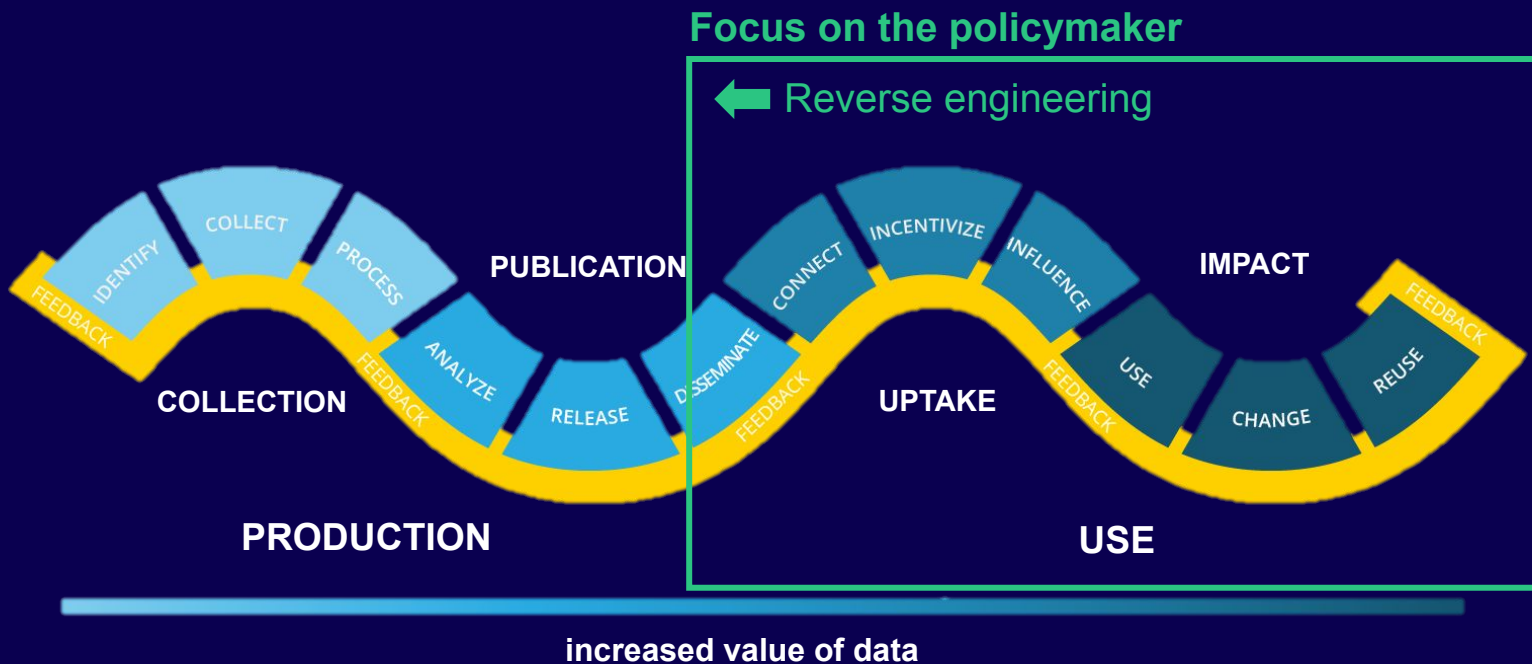 Focus on the policymaker
Reverse engineering
IDENTIFY
COLLECT
PROCESS
PUBLICATION
CONNECT
INCENTIVIZE
INFLUENCE
IMPACT
FEEDBACK
FEEDBACK
COLLECTION
FEEDBACK
ANALYZE
RELEASE
DISSEMINATE
FEEDBACK
UPTAKE
FEEDBACK
USE
CHANGE
REUSE
PRODUCTION
USE
increased value of data